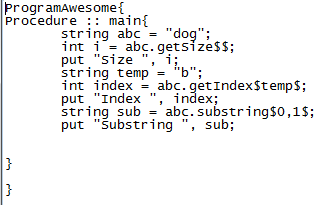 ProgramAwesome{
Procedure :: main{
string abc = "dog";
int i = abc.getSize$$;
put "Size ", i;
string temp = "b";
int index = abc.getIndex$temp$;
put "Index ", index;
string sub = abc.substring$0,1$;
put "Substring ", sub;
}
}